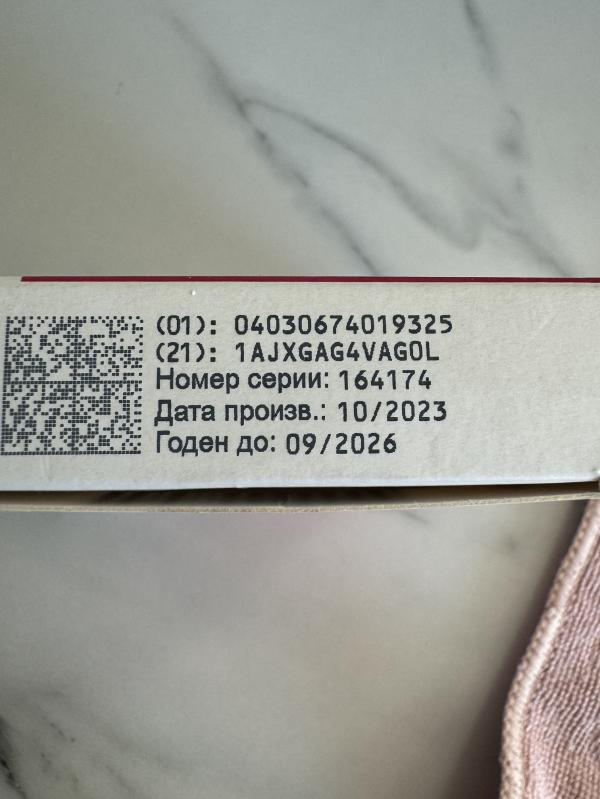 (01): 04030674019325
(21): 1AJXGAG4VAG0L
Номер серии: 164174
Дата произв.: 10/2023
Годен до: 09/2026